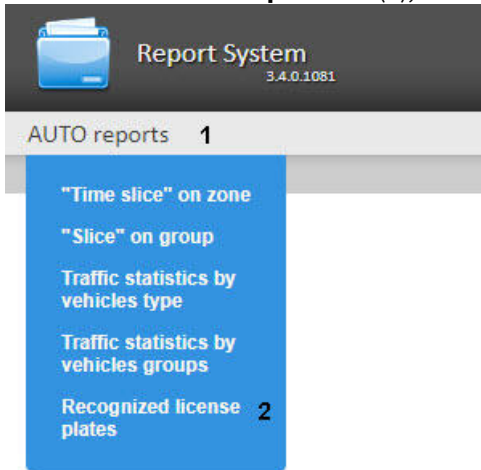 Report System
3.4.0.1081
AUTO reports 1
"Time slice" on zone
"Slice" on group
Traffic statistics by
vehicles type
Traffic statistics by
vehicles groups
Recognized license 2
plates